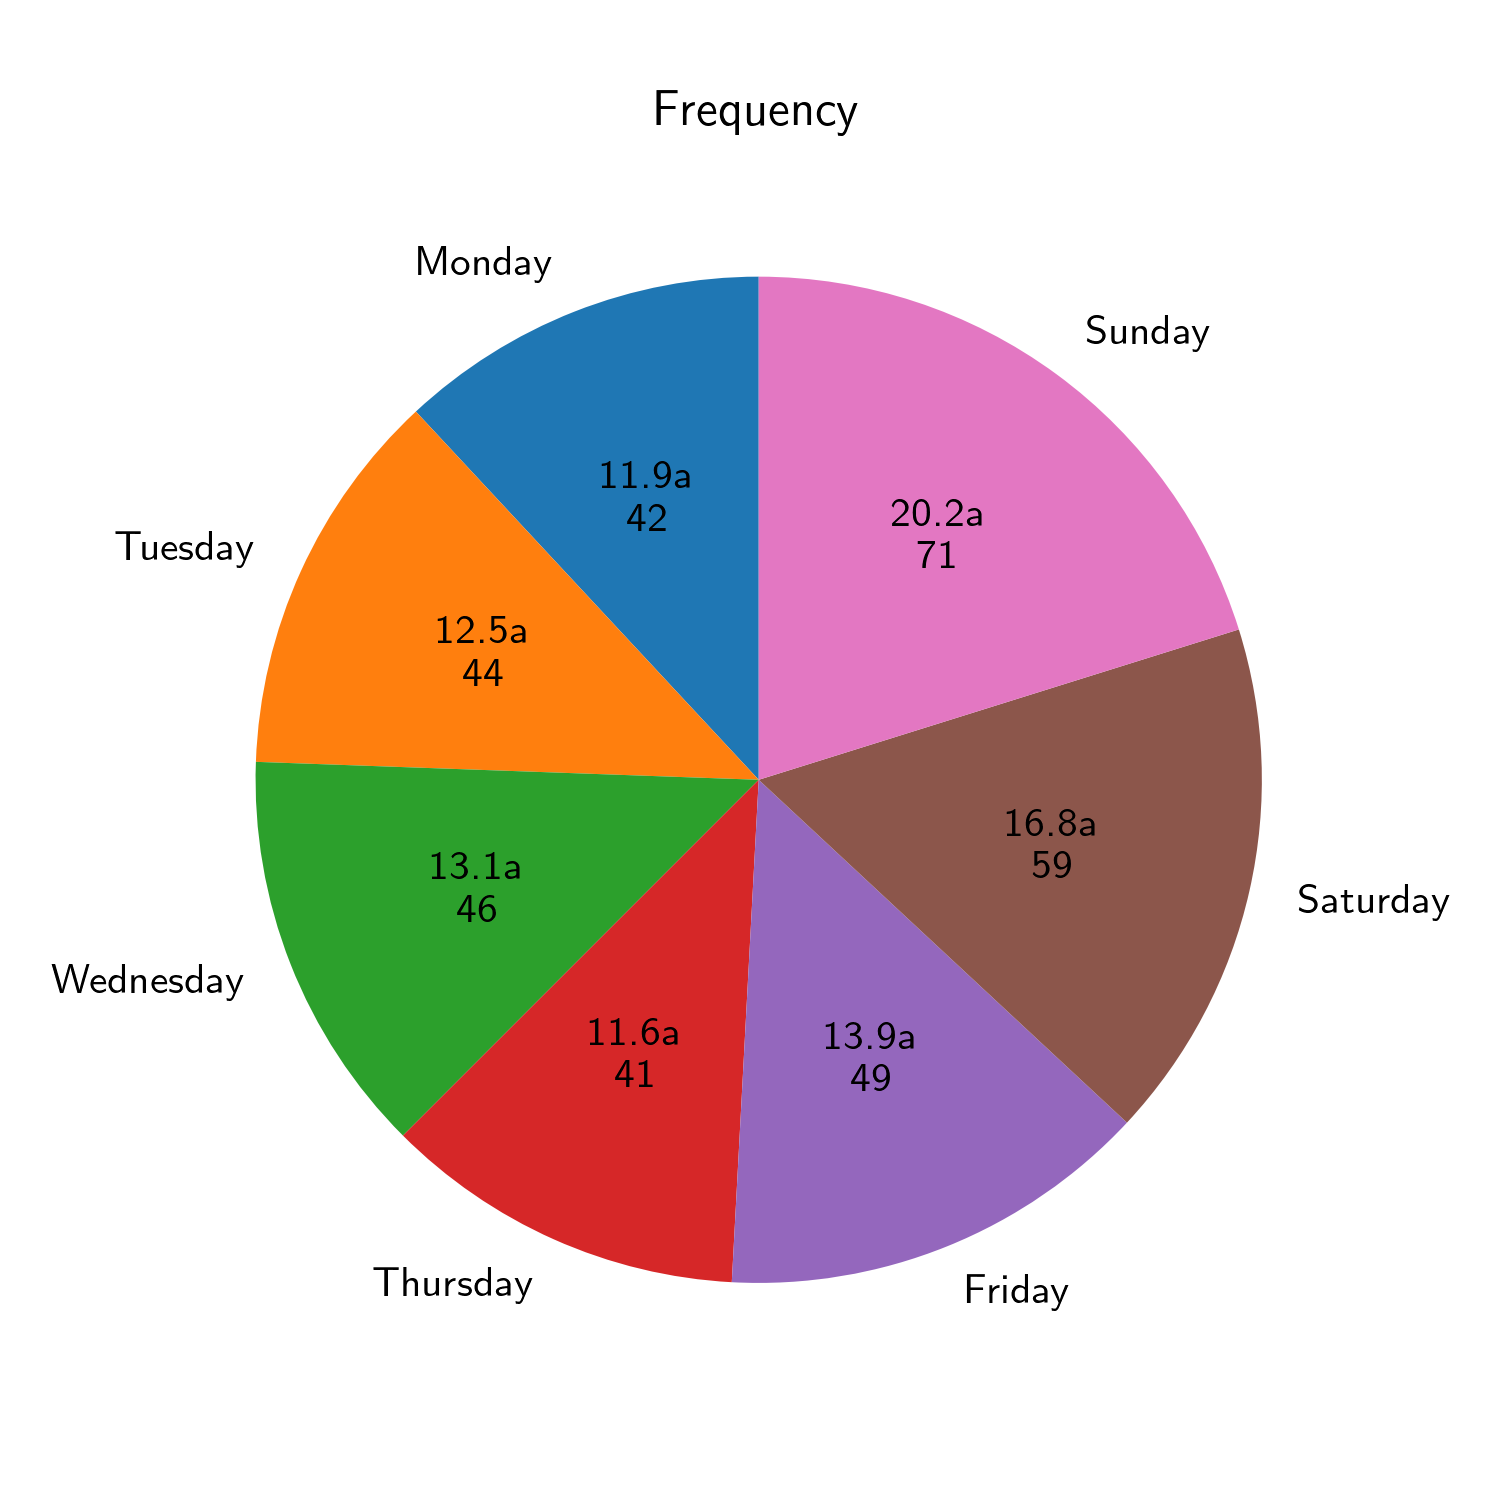 Frequency
Monday
Sunday
11.9a
42
20.2a
71
Tuesday
12.5a
44
16.8a
59
13.1a
46
Saturday
Wednesday
11.6a
41
13.9a
49
Thursday
Friday